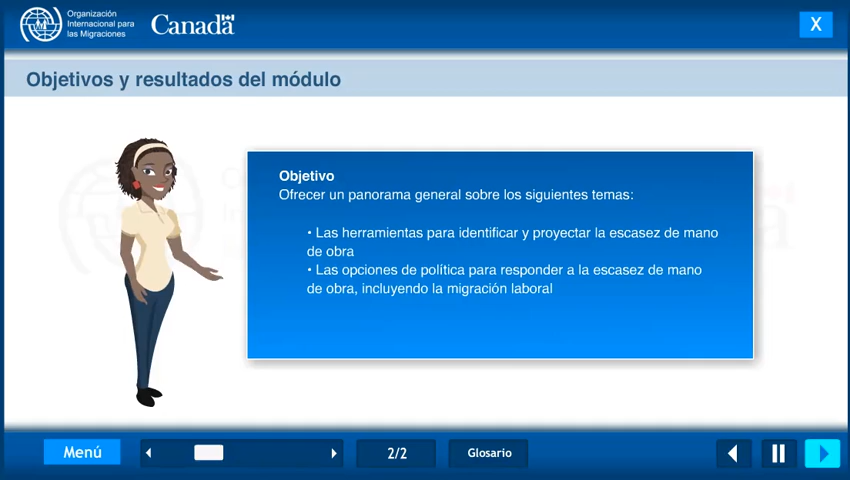 Organización
Internacional para
las Migraciones
Canada
X
Objetivos y resultados del módulo
Objetivo
Ofrecer un panorama general sobre los siguientes temas:
• Las herramientas para identificar y proyectar la escasez de mano
de obra
• Las opciones de política para responder a la escasez de mano
de obra, incluyendo la migración laboral
Menú
2/2
Glosario